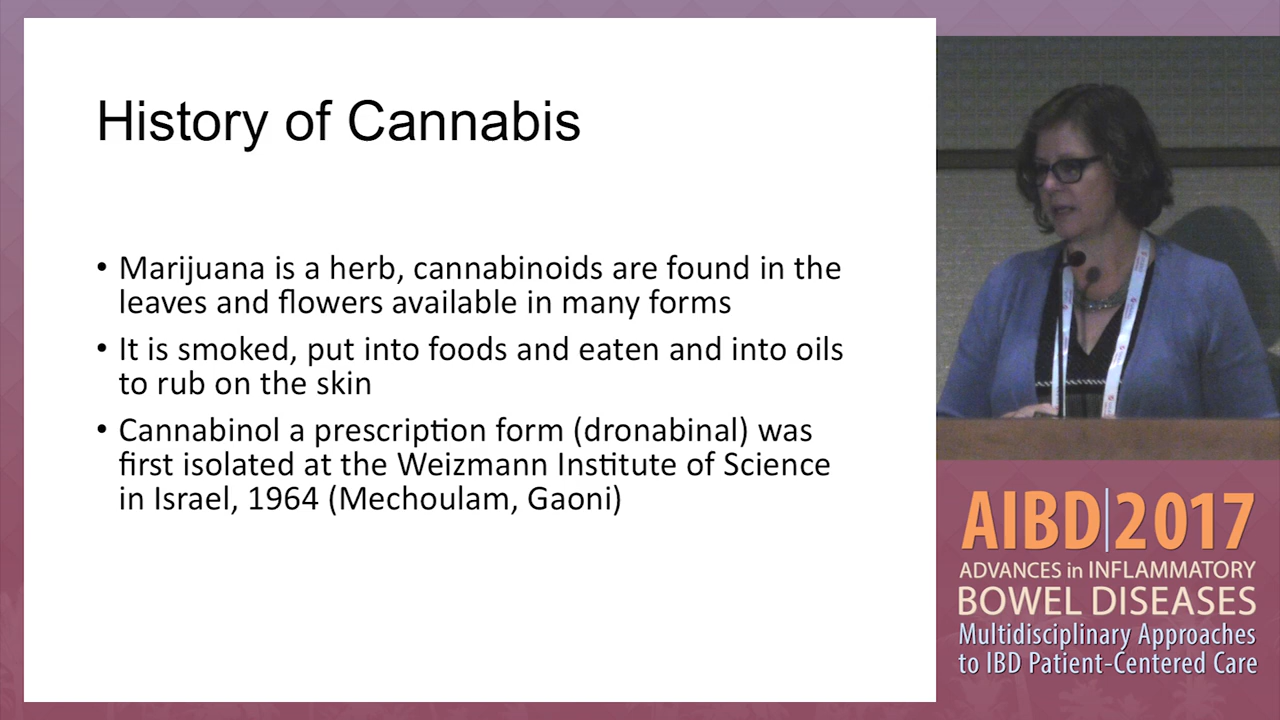 History of Cannabis
• Marijuana is a herb, cannabinoids are found in the
leaves and flowers available in many forms
• It is smoked, put into foods and eaten and into oils
to rub on the skin
• Cannabinol a prescription form (dronabinal) was
first isolated at the Weizmann Institute of Science
in Israel, 1964 (Mechoulam, Gaoni)
AIBD|2017
ADVANCES in INFLAMMATORY
BOWEL DISEASES
Multidisciplinary Approaches
to IBD Patient-Centered Care